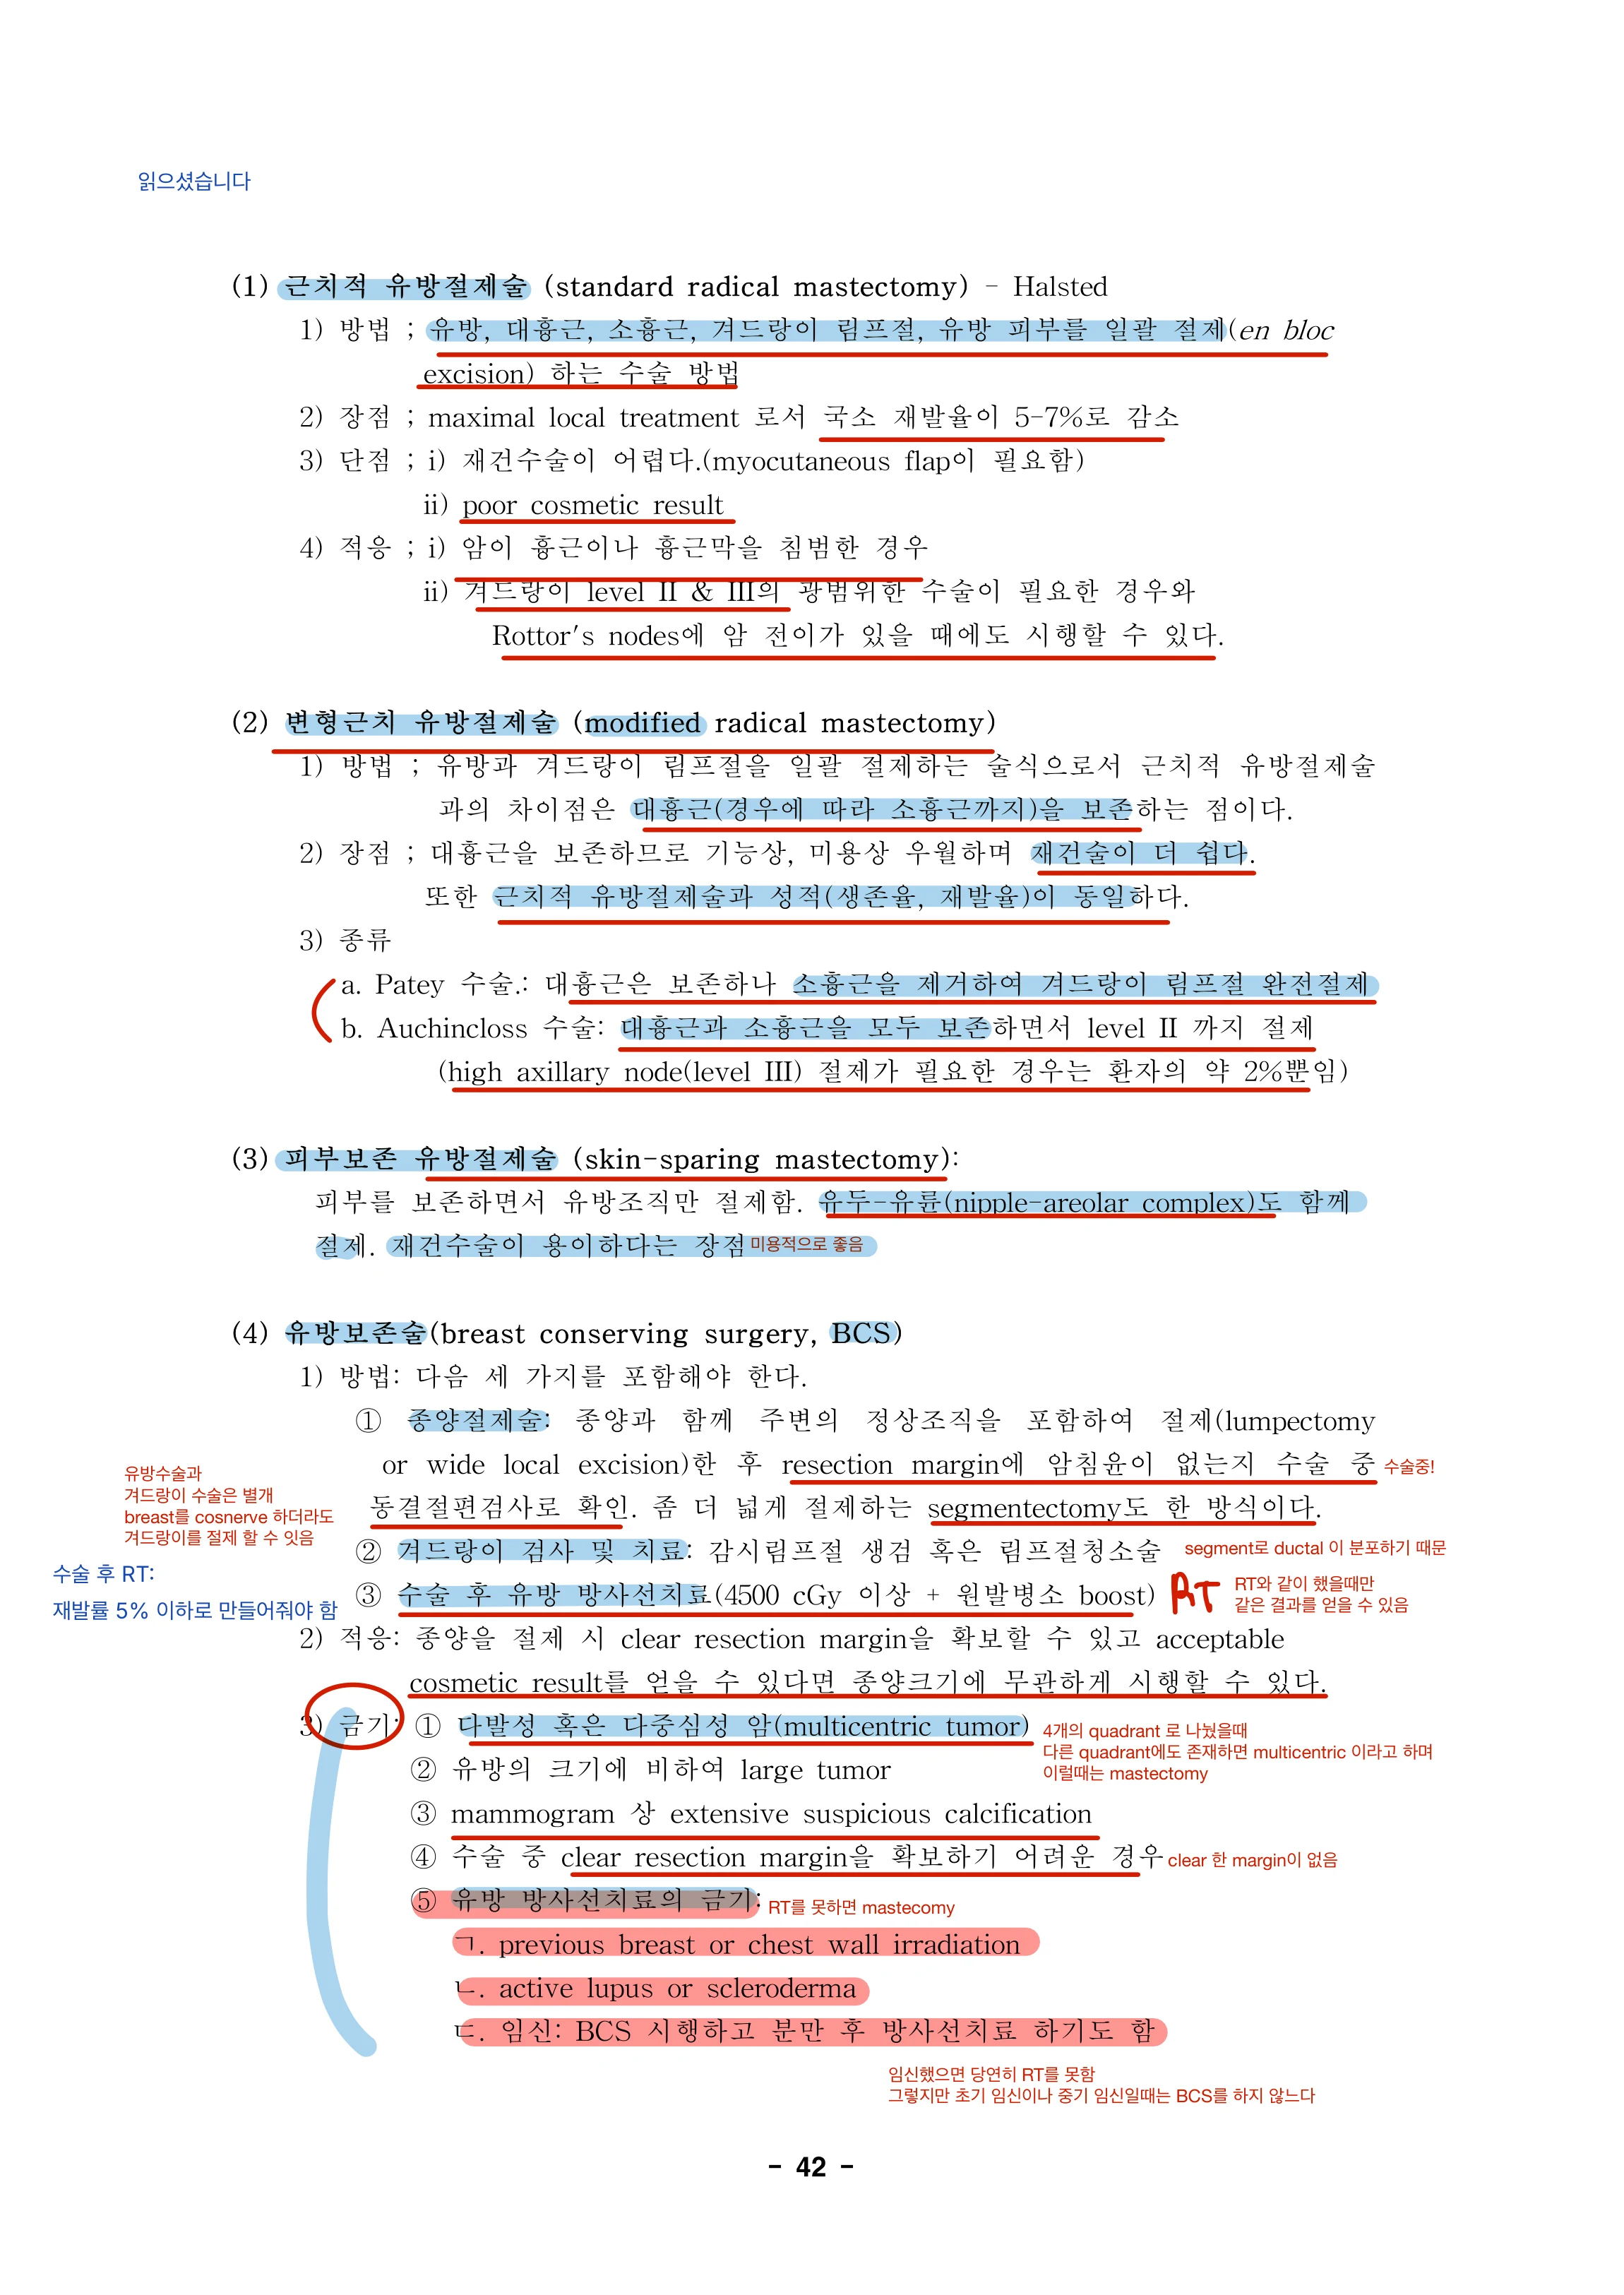 읽으셨습니다
(1) 근치적 유방절제술 (standard radical mastectomy) - Halsted
1) 방법 ; 유방, 대흉근, 소흉근, 겨드랑이 림프절, 유방 피부를 일괄 절제(en bloc
excision) 하는 수술 방법
2) 장점 ; maximal local treatment 로서 국소 재발율이 5-7%로 감소
3) 단점 ; i) 재건수술이 어렵다.(myocutaneous flap이 필요함)
ii) poor cosmetic result
4) 적응 ; i) 암이 흉근이나 흉근막을 침범한 경우
ii) 겨드랑이 level II & III의 광범위한 수술이 필요한 경우와
Rottor's nodes에 암 전이가 있을 때에도 시행할 수 있다.
(2) 변형근치 유방절제술 (modified radical mastectomy)
1) 방법 ; 유방과 겨드랑이 림프절을 일괄 절제하는 술식으로서 근치적 유방절제술
과의 차이점은 대흉근(경우에 따라 소흉근까지)을 보존하는 점이다.
2) 장점 ; 대흉근을 보존하므로 기능상, 미용상 우월하며 재건술이 더 쉽다.
또한 근치적 유방절제술과 성적(생존율, 재발율)이 동일하다.
3) 종류
a. Patey 수술.: 대흉근은 보존하나 소흉근을 제거하여 겨드랑이 림프절 완전절제
b. Auchincloss 수술: 대흉근과 소흉근을 모두 보존하면서 level II 까지 절제
(high axillary node(level III) 절제가 필요한 경우는 환자의 약 2%뿐임)
(3) 피부보존 유방절제술 (skin-sparing mastectomy):
피부를 보존하면서 유방조직만 절제함. 유두-유륜(nipple-areolar complex)도 함께
절제. 재건수술이 용이하다는 장점 미용적으로 좋음
(4) 유방보존술(breast conserving surgery, BCS)
1) 방법: 다음 세 가지를 포함해야 한다.
① 종양절제술: 종양과 함께 주변의 정상조직을 포함하여 절제(lumpectomy
or wide local excision)한 후 resection margin에 암침윤이 없는지 수술 중 수술중!
동결절편검사로 확인. 좀 더 넓게 절제하는 segmentectomy도 한 방식이다.
유방수술과
겨드랑이 수술은 별개
breast를 cosnerve 하더라도
겨드랑이를 절제 할 수 잇음
② 겨드랑이 검사 및 치료: 감시림프절 생검 혹은 림프절청소술 segment로 ductal 이 분포하기 때문
수술 후 RT:
재발률 5% 이하로 만들어줘야 함
③ 수술 후 유방 방사선치료(4500 cGy 이상 + 원발병소 boost) RT
RT와 같이 했을때만
같은 결과를 얻을 수 있음
2) 적응: 종양을 절제 시 clear resection margin을 확보할 수 있고 acceptable
cosmetic result를 얻을 수 있다면 종양크기에 무관하게 시행할 수 있다.
3) 금기: ① 다발성 혹은 다중심성 암(multicentric tumor)
4개의 quadrant 로 나눴을때
다른 quadrant에도 존재하면 multicentric 이라고 하며
이럴때는 mastectomy
② 유방의 크기에 비하여 large tumor
③ mammogram 상 extensive suspicious calcification
④ 수술 중 clear resection margin을 확보하기 어려운 경우 clear 한 margin이 없음
⑤ 유방 방사선치료의 금기: RT를 못하면 mastecomy
ㄱ. previous breast or chest wall irradiation
ㄴ. active lupus or scleroderma
ㄷ. 임신: BCS 시행하고 분만 후 방사선치료 하기도 함
임신했으면 당연히 RT를 못함
그렇지만 초기 임신이나 중기 임신일때는 BCS를 하지 않느다
- 42 -